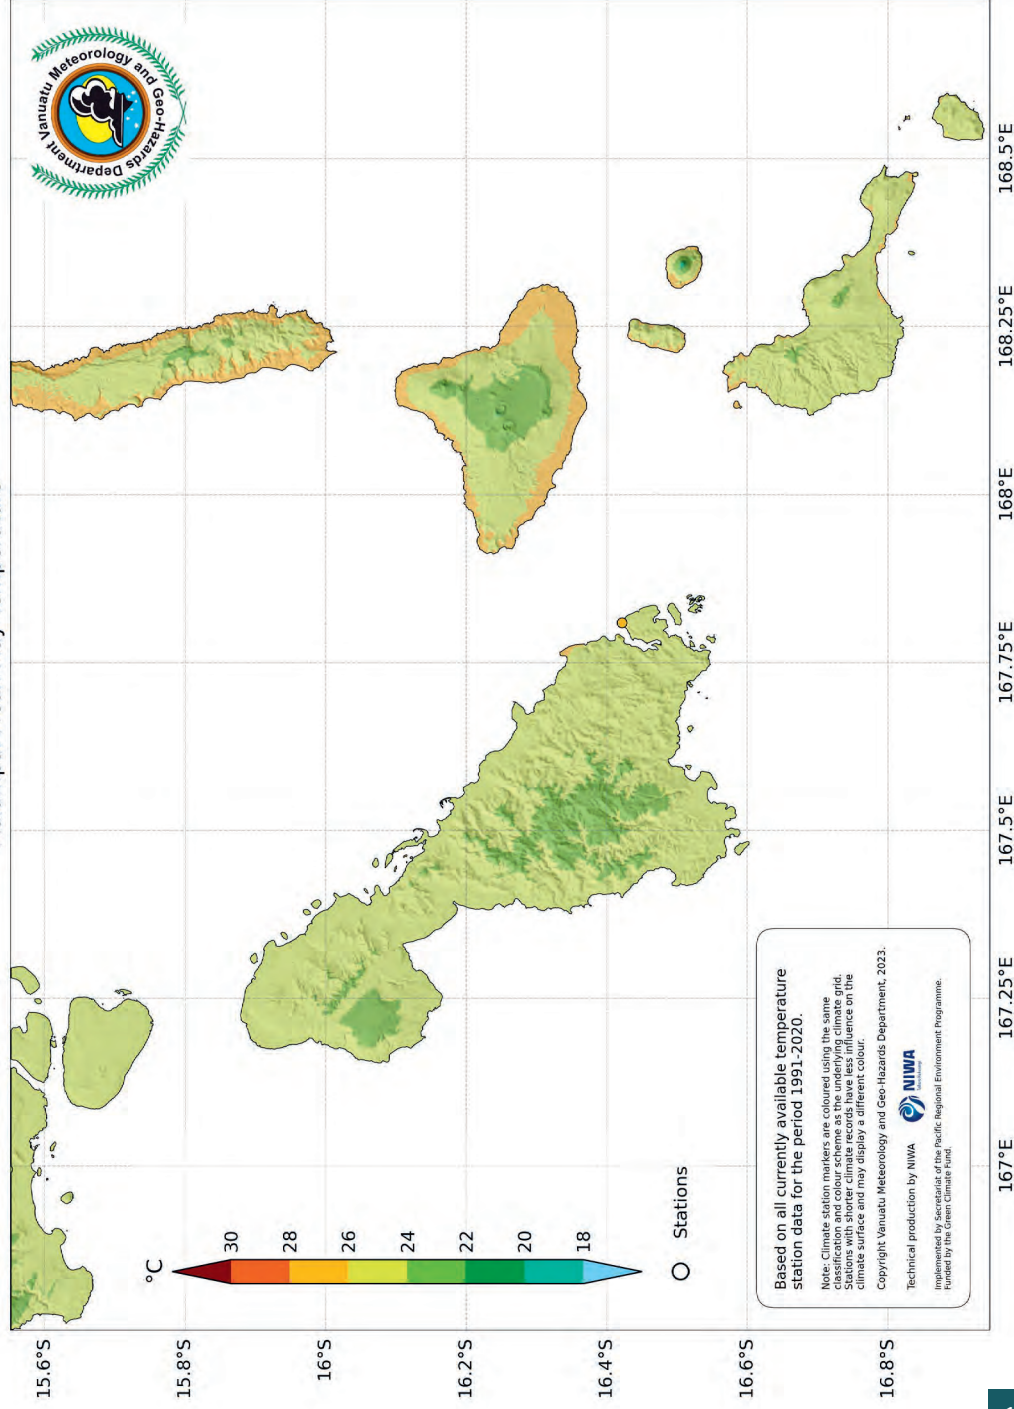 Vanuatu Meteorology and Geo-Hazards Department
°C
30
28
26
24
22
20
18
Stations
Based on all currently available temperature
station data for the period 1991-2020.
Note: Climate station markers are coloured using the same
classification and colour scheme as the underlying climate grid.
Stations with shorter climate records have less influence on the
climate surface and may display a different colour.
Copyright Vanuatu Meteorology and Geo-Hazards Department, 2023.
Technical production by NIWA
NIWA
Implemented by Secretariat of the Pacific Regional Environment Programme.
Funded by the Green Climate Fund.
15.6°S
15.8°S
16°S
16.2°S
16.4°S
16.6°S
16.8°S
167°E
167.25°E
167.5°E
167.75°E
168°E
168.25°E
168.5°E